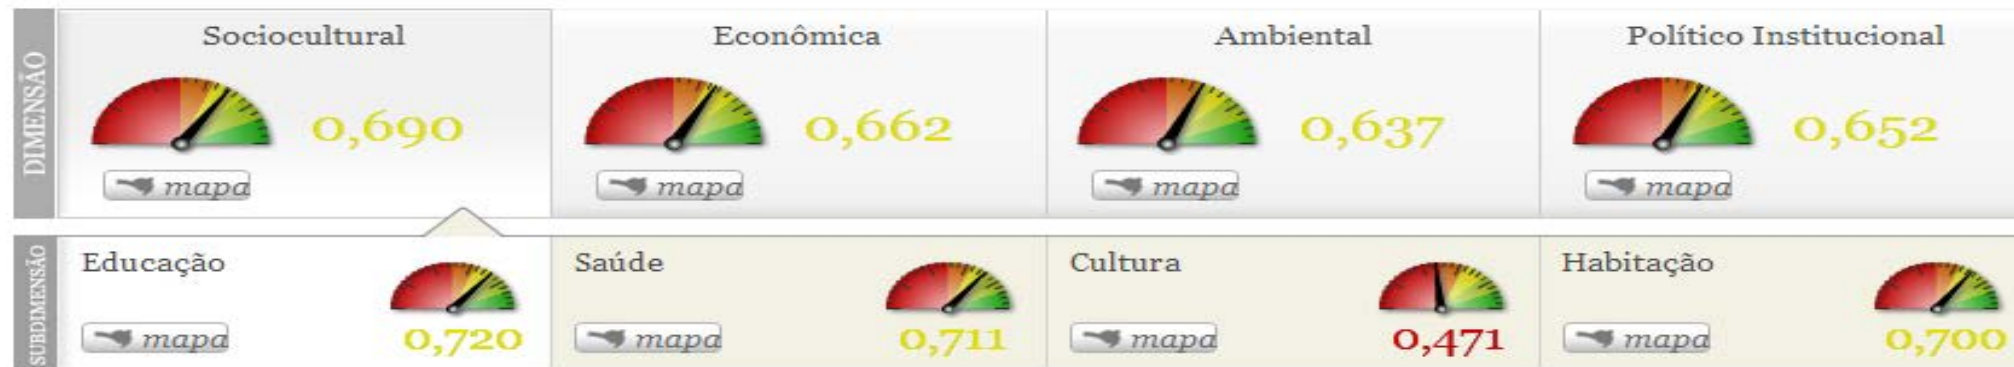 DIMENSÃO
Sociocultural
0,690
mapa
Econômica
0,662
mapa
Ambiental
0,637
mapa
Político Institucional
0,652
mapa
SUBDIMENSÃO
Educação
mapa
0,720
Saúde
mapa
0,711
Cultura
mapa
0,471
Habitação
mapa
0,700